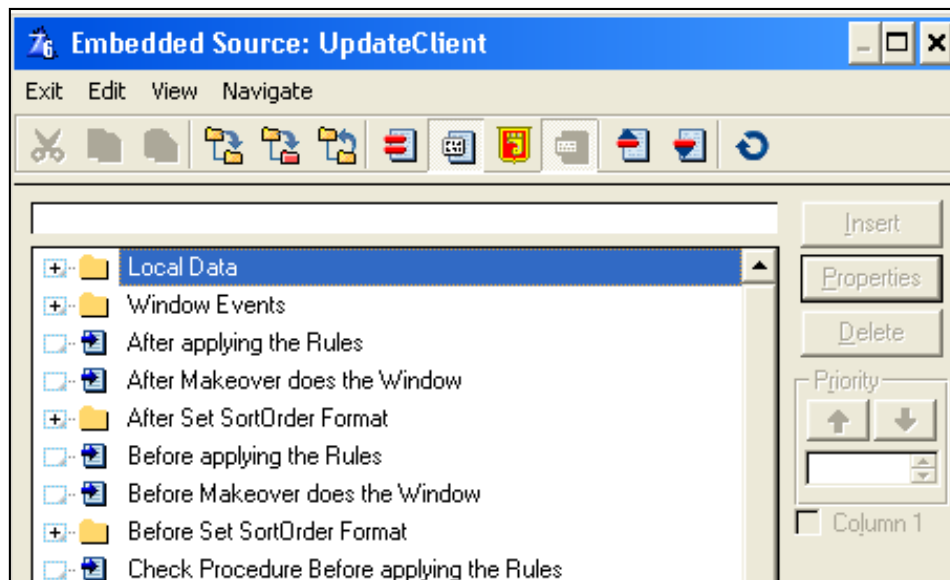 Embedded Source: UpdateClient
Exit Edit View Navigate
Insert
Local Data
Properties
Window Events
After applying the Rules
Delete
After Makeover does the Window
Priority
After Set SortOrder Format
Before applying the Rules
Before Makeover does the Window
Before Set SortOrder Format
Column 1
Check Procedure Before applying the Rules